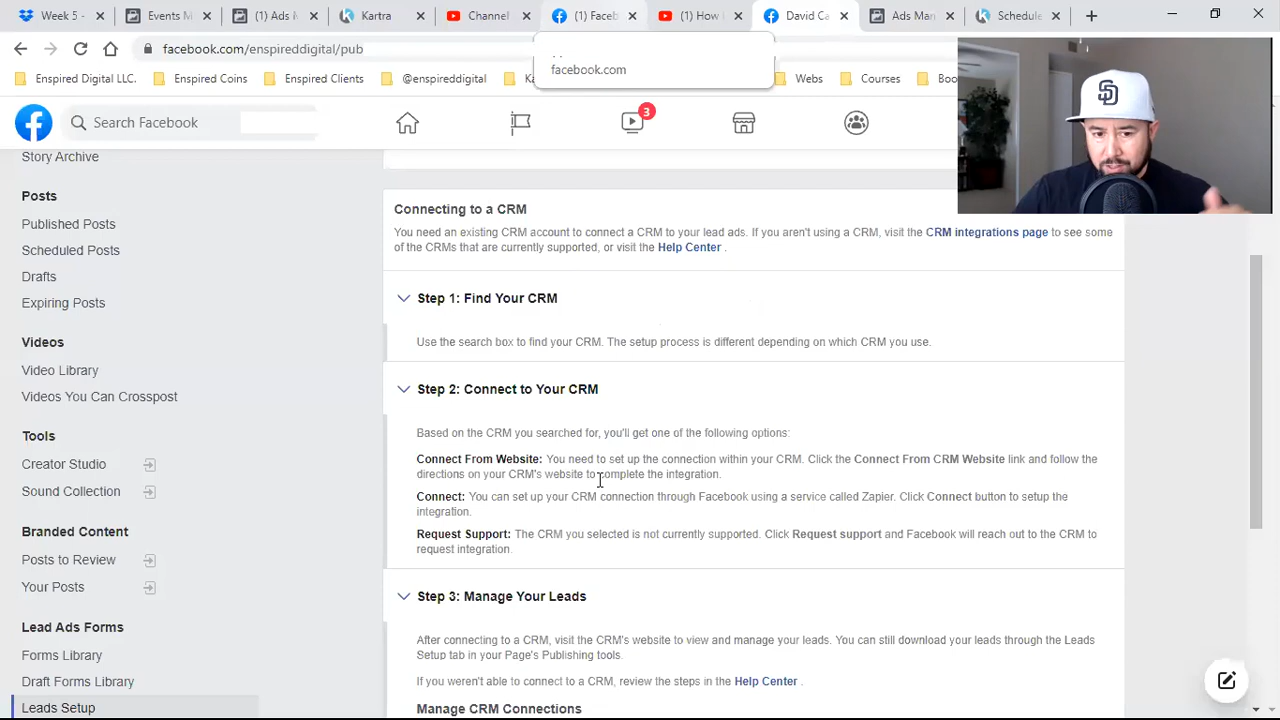 Week 5 -
Events M
(1) Ads M
Kartra
Channel
(1) Faceb
(1) How
David Ca
Ads Man
Schedule
facebook.com/enspireddigital/pub
Enspired Digital LLC.
Enspired Coins
Enspired Clients
@enspireddigital
facebook.com
Webs
Courses
Search Facebook
3
Story Archive
Posts
Published Posts
Scheduled Posts
Drafts
Expiring Posts
Videos
Video Library
Videos You Can Crosspost
Tools
Creator Studio
Sound Collection
Branded Content
Posts to Review
Your Posts
Lead Ads Forms
Forms Library
Draft Forms Library
Leads Setup
Connecting to a CRM
You need an existing CRM account to connect a CRM to your lead ads. If you aren't using a CRM, visit the CRM integrations page to see some
of the CRMs that are currently supported, or visit the Help Center .
Step 1: Find Your CRM
Use the search box to find your CRM. The setup process is different depending on which CRM you use.
Step 2: Connect to Your CRM
Based on the CRM you searched for, you'll get one of the following options:
Connect From Website: You need to set up the connection within your CRM. Click the Connect From CRM Website link and follow the
directions on your CRM's website to complete the integration.
Connect: You can set up your CRM connection through Facebook using a service called Zapier. Click Connect button to setup the
integration.
Request Support: The CRM you selected is not currently supported. Click Request support and Facebook will reach out to the CRM to
request integration.
Step 3: Manage Your Leads
After connecting to a CRM, visit the CRM's website to view and manage your leads. You can still download your leads through the Leads
Setup tab in your Page's Publishing tools.
If you weren't able to connect to a CRM, review the steps in the Help Center .
Manage CRM Connections
SD